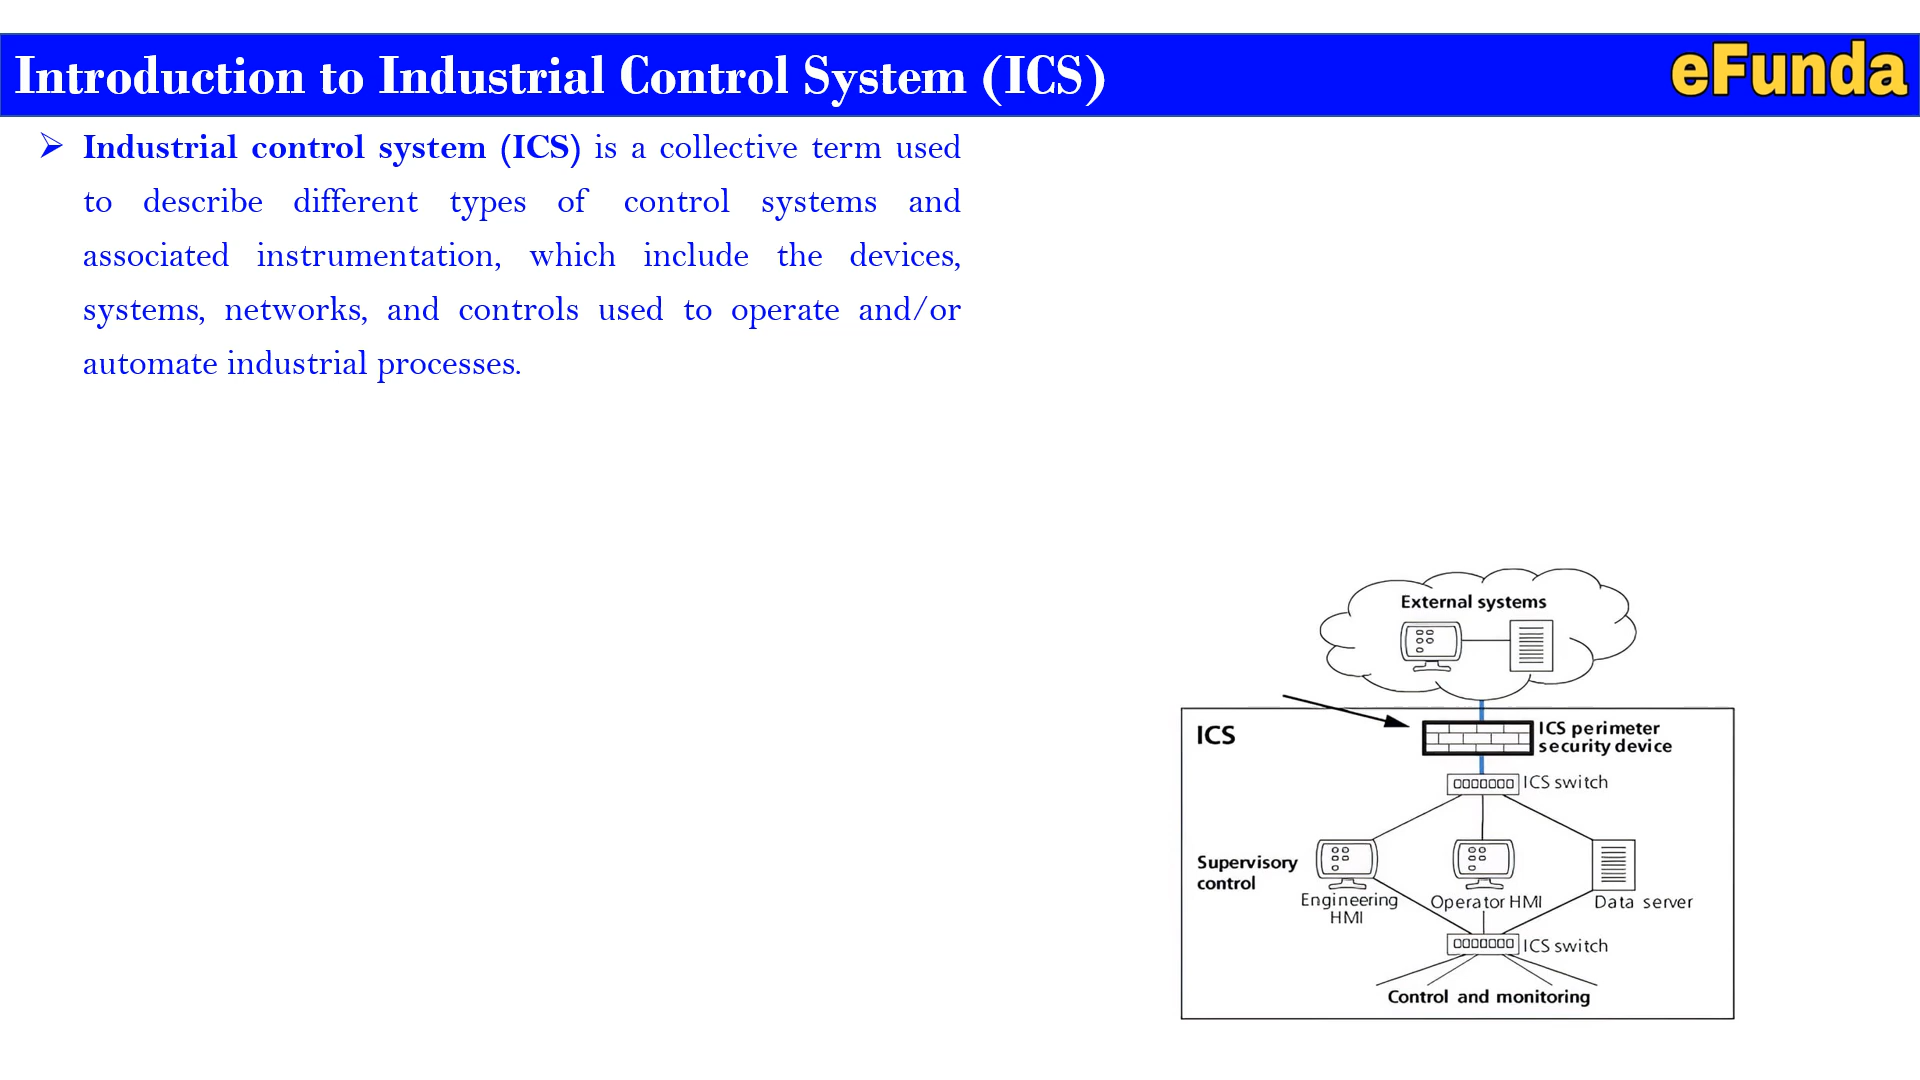 Introduction to Industrial Control System (ICS)
eFunda
➢ Industrial control system (ICS) is a collective term used
to describe different types of control systems and
associated instrumentation, which include the devices,
systems, networks, and controls used to operate and/or
automate industrial processes.
External systems
ICS
ICS perimeter
security device
ICS switch
Supervisory
control
Engineering
HMI
Operator HMI
Data server
ICS switch
Control and monitoring